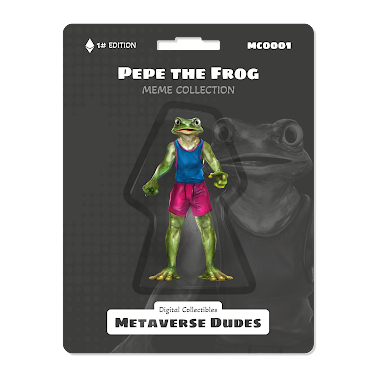 1# EDITION
MC0001
PEPE THE FROG
MEME COLLECTION
Digital Collectibles
METAVERSE DUDES